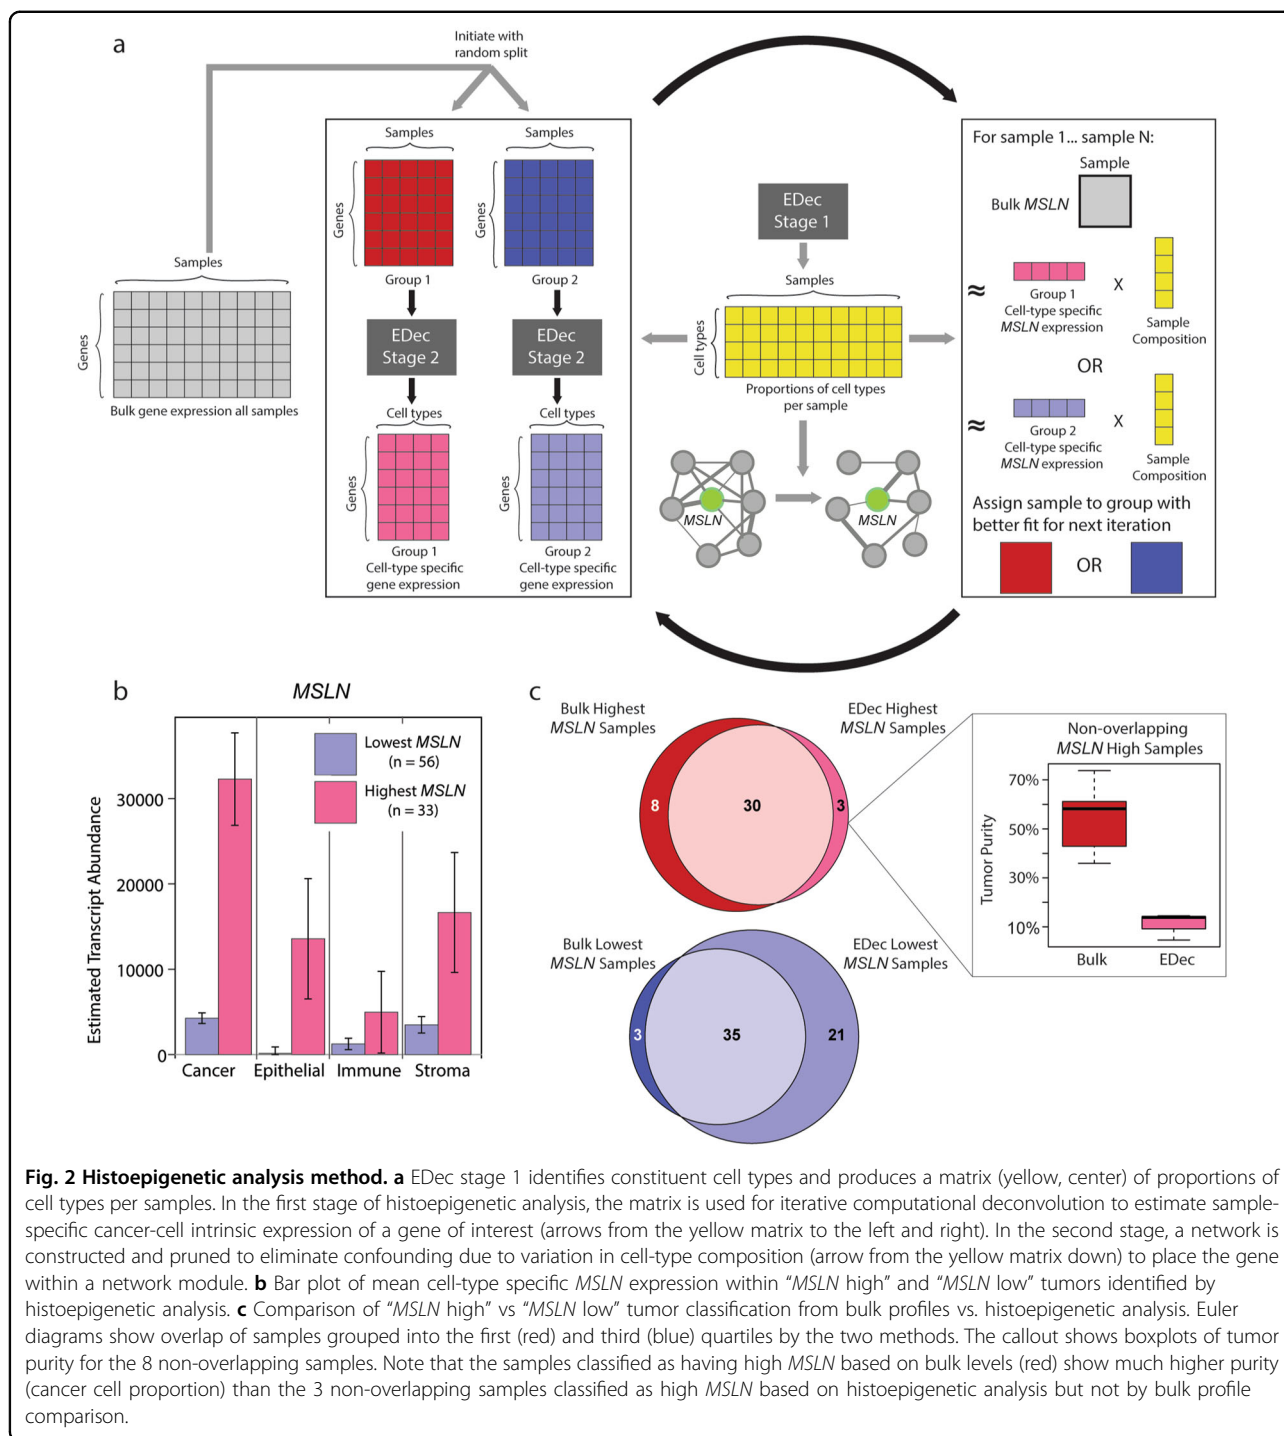 a
Initiate with
random split
Samples
Genes
Bulk gene expression all samples
Samples
Genes
Group 1
EDec
Stage 2
Cell types
Genes
Group 1
Cell-type specific
gene expression
Samples
Genes
Group 2
EDec
Stage 2
Cell types
Genes
Group 2
Cell-type specific
gene expression
EDec
Stage 1
Samples
Cell types
Proportions of cell types
per sample
MSLN
MSLN
For sample 1... sample N:
Sample
Bulk MSLN
≈
Group 1
Cell-type specific
MSLN expression
X
Sample
Composition
OR
≈
Group 2
Cell-type specific
MSLN expression
X
Sample
Composition
Assign sample to group with
better fit for next iteration
OR
b
MSLN
Estimated Transcript Abundance
30000
20000
10000
0
Lowest MSLN
(n = 56)
Highest MSLN
(n = 33)
Cancer Epithelial Immune Stroma
c
Bulk Highest
MSLN Samples
EDec Highest
MSLN Samples
8 30 3
Bulk Lowest
MSLN Samples
EDec Lowest
MSLN Samples
3 35 21
Non-overlapping
MSLN High Samples
Tumor Purity
70%
50%
30%
10%
Bulk EDec
Fig. 2 Histoepigenetic analysis method. a EDec stage 1 identifies constituent cell types and produces a matrix (yellow, center) of proportions of
cell types per samples. In the first stage of histoepigenetic analysis, the matrix is used for iterative computational deconvolution to estimate sample-
specific cancer-cell intrinsic expression of a gene of interest (arrows from the yellow matrix to the left and right). In the second stage, a network is
constructed and pruned to eliminate confounding due to variation in cell-type composition (arrow from the yellow matrix down) to place the gene
within a network module. b Bar plot of mean cell-type specific MSLN expression within “MSLN high” and “MSLN low” tumors identified by
histoepigenetic analysis. c Comparison of “MSLN high” vs “MSLN low” tumor classification from bulk profiles vs. histoepigenetic analysis. Euler
diagrams show overlap of samples grouped into the first (red) and third (blue) quartiles by the two methods. The callout shows boxplots of tumor
purity for the 8 non-overlapping samples. Note that the samples classified as having high MSLN based on bulk levels (red) show much higher purity
(cancer cell proportion) than the 3 non-overlapping samples classified as high MSLN based on histoepigenetic analysis but not by bulk profile
comparison.